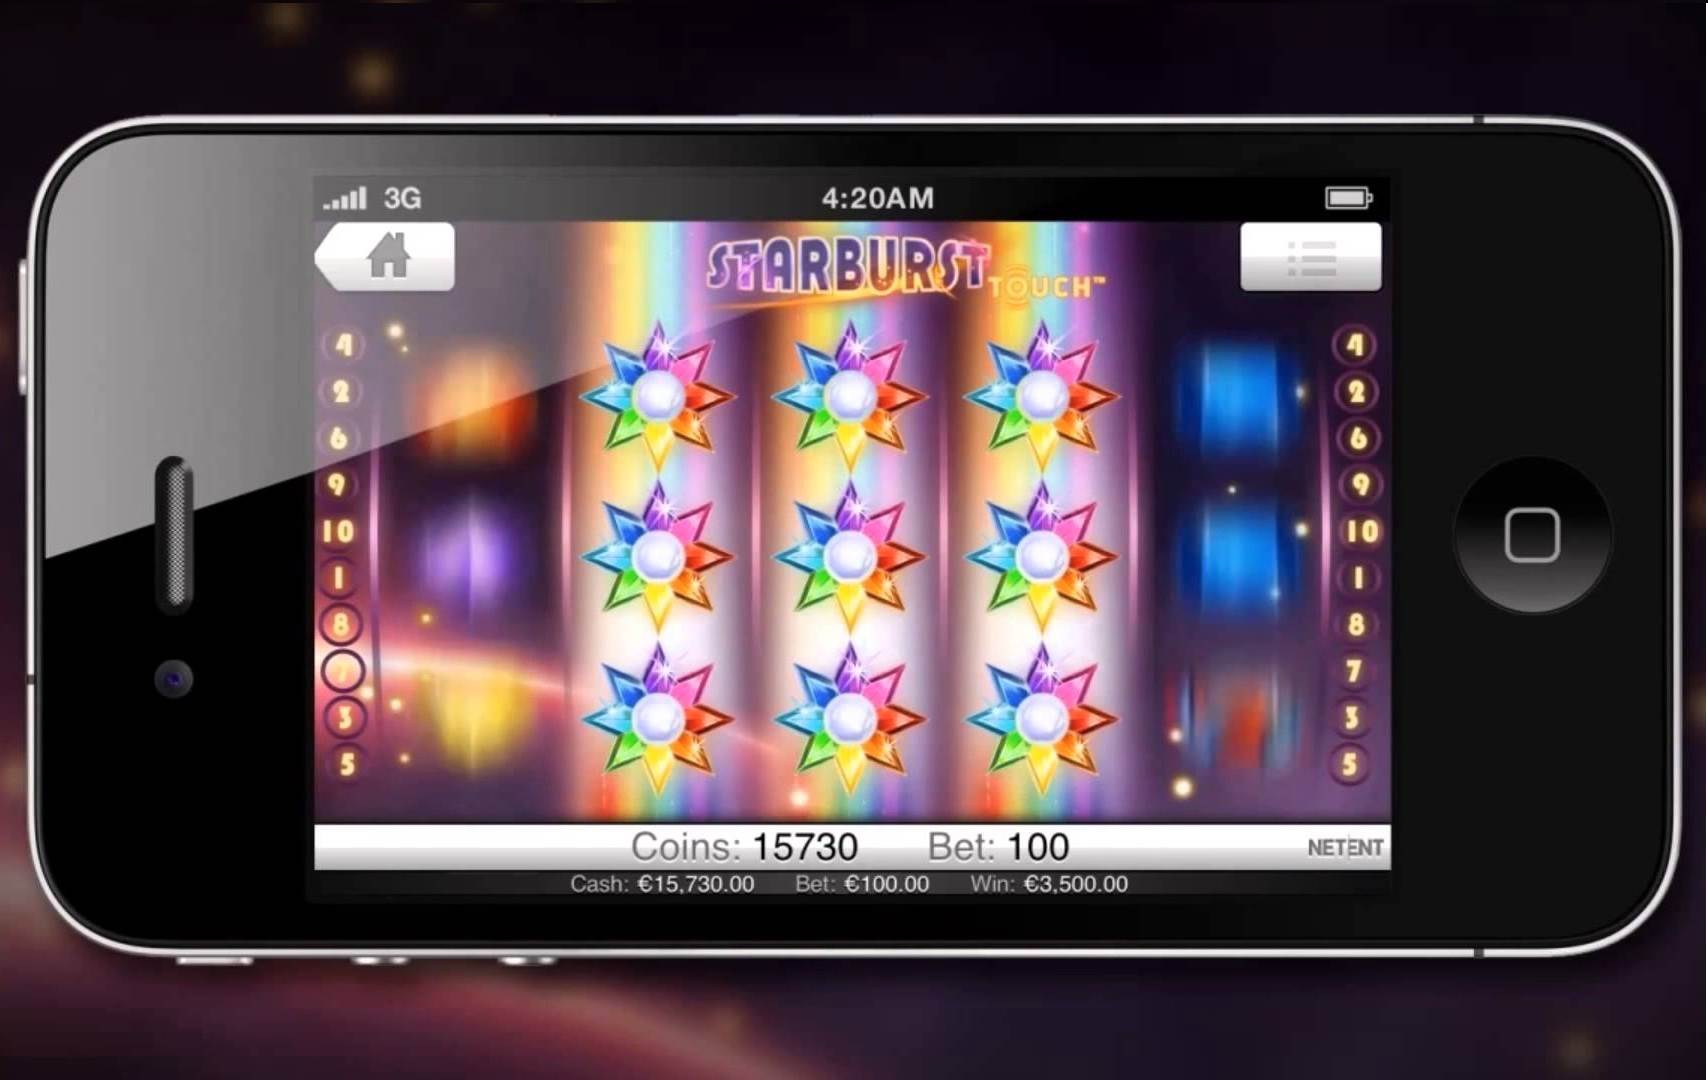 3G 4:20AM
STARBURST TOUCH™
4 4
2 2
6 6
9 9
10 10
1 1
8 8
7 7
3 3
5 5
Coins: 15730 Bet: 100 NETENT
Cash: €15,730.00 Bet: €100.00 Win: €3,500.00